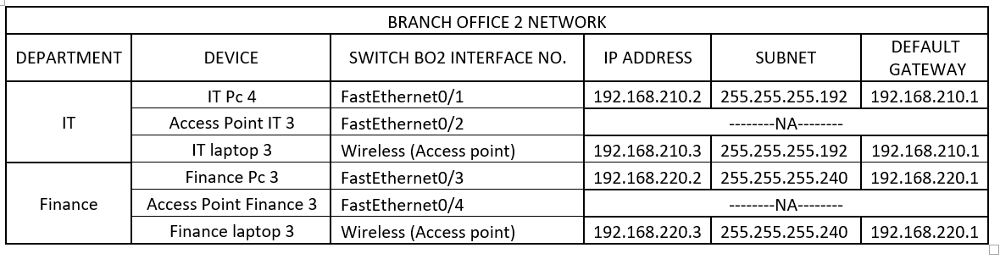 BRANCH OFFICE 2 NETWORK
DEPARTMENT DEVICE SWITCH BO2 INTERFACE NO. IP ADDRESS SUBNET DEFAULT GATEWAY
IT
IT Pc 4 FastEthernet0/1 192.168.210.2 255.255.255.192 192.168.210.1
Access Point IT 3 FastEthernet0/2 --------NA--------
IT laptop 3 Wireless (Access point) 192.168.210.3 255.255.255.192 192.168.210.1
Finance
Finance Pc 3 FastEthernet0/3 192.168.220.2 255.255.255.240 192.168.220.1
Access Point Finance 3 FastEthernet0/4 --------NA--------
Finance laptop 3 Wireless (Access point) 192.168.220.3 255.255.255.240 192.168.220.1